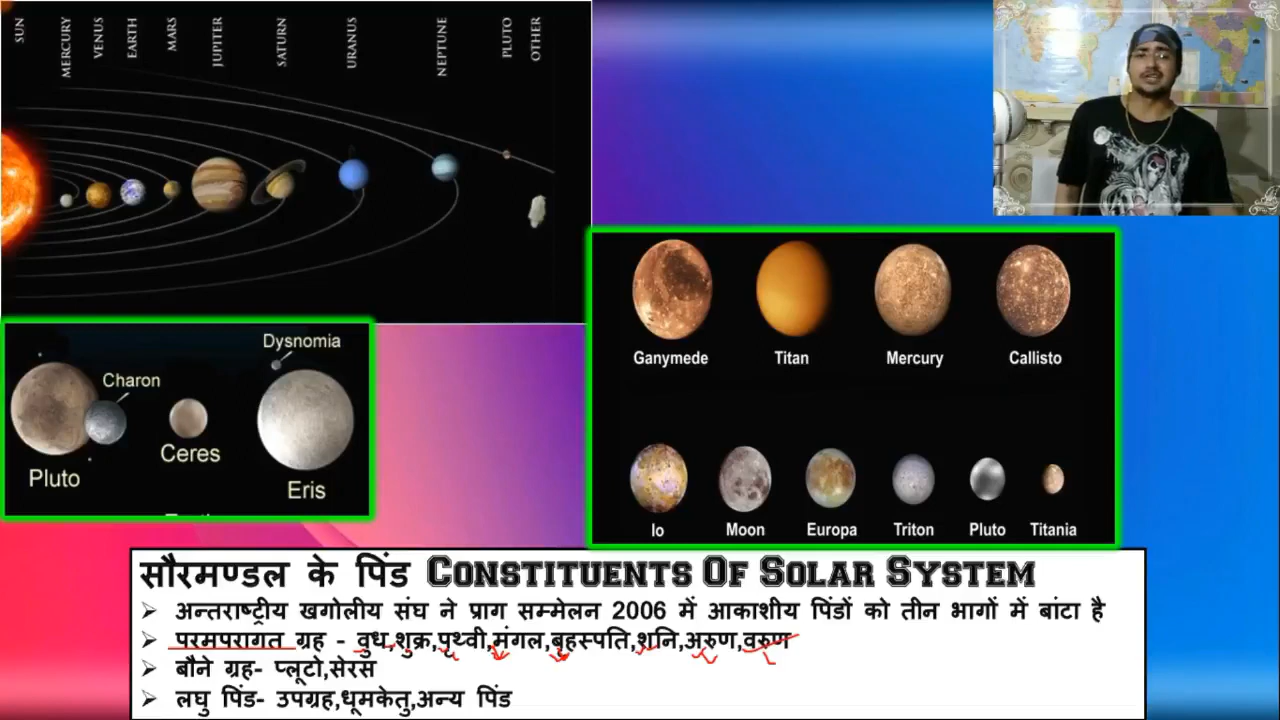 SUN
MERCURY
VENUS
EARTH
MARS
JUPITER
SATURN
URANUS
NEPTUNE
PLUTO
OTHER
Ganymede Titan Mercury Callisto
Io Moon Europa Triton Pluto Titania
Dysnomia
Charon
Ceres
Pluto
Eris
सौरमण्डल के पिंड CONSTITUENTS OF SOLAR SYSTEM
➢ अन्तराष्ट्रीय खगोलीय संघ ने प्राग सम्मेलन 2006 में आकाशीय पिंडों को तीन भागों में बांटा है
➢ परमपरागत ग्रह - वुध,शुक्र,पृथ्वी,मंगल,बृहस्पति,शनि,अरुण,वरुण
➢ बौने ग्रह- प्लूटो,सेरस
➢ लघु पिंड- उपग्रह,धूमकेतु,अन्य पिंड